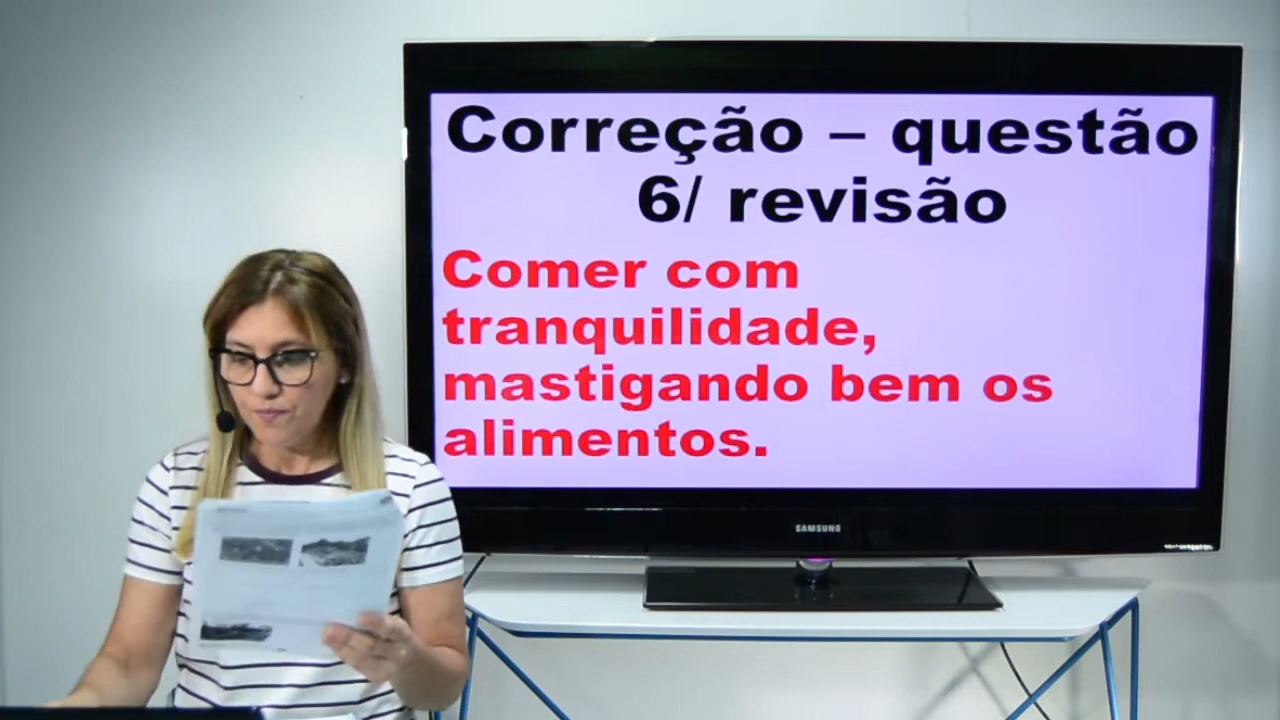 Correção – questão
6/ revisão
Comer com
tranquilidade,
mastigando bem os
alimentos.
SAMSUNG